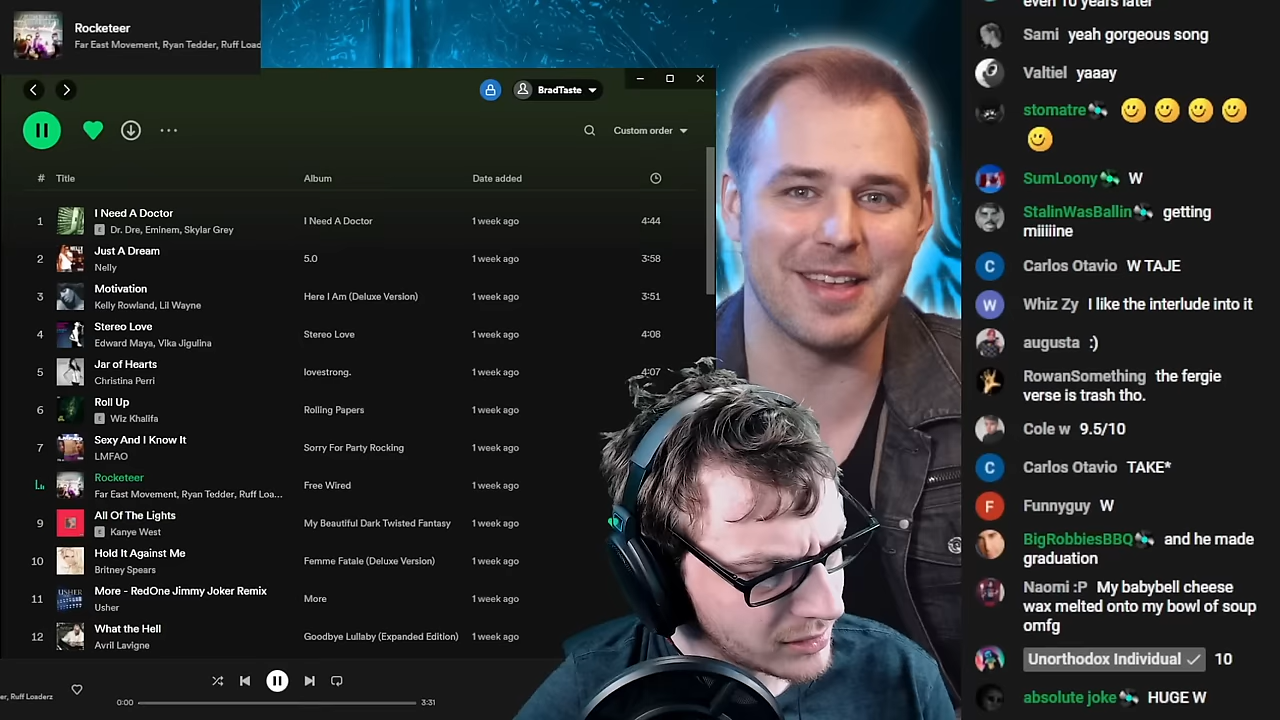 Rocketeer
Far East Movement, Ryan Tedder, Ruff Load
BradTaste
Custom order
# Title Album Date added
1 I Need A Doctor I Need A Doctor 1 week ago 4:44
E Dr. Dre, Eminem, Skylar Grey
2 Just A Dream 5.0 1 week ago 3:58
Nelly
3 Motivation Here I Am (Deluxe Version) 1 week ago 3:51
Kelly Rowland, Lil Wayne
4 Stereo Love Stereo Love 1 week ago 4:08
Edward Maya, Vika Jigulina
5 Jar of Hearts lovestrong. 1 week ago 4:07
Christina Perri
6 Roll Up Rolling Papers 1 week ago
E Wiz Khalifa
7 Sexy And I Know It Sorry For Party Rocking 1 week ago
LMFAO
Rocketeer Free Wired 1 week ago
Far East Movement, Ryan Tedder, Ruff Loa...
9 All Of The Lights My Beautiful Dark Twisted Fantasy 1 week ago
E Kanye West
10 Hold It Against Me Femme Fatale (Deluxe Version) 1 week ago
Britney Spears
11 More - RedOne Jimmy Joker Remix More 1 week ago
Usher
12 What the Hell Goodbye Lullaby (Expanded Edition) 1 week ago
Avril Lavigne
er, Ruff Loaderz
0:00 3:31
even 10 years later
Sami yeah gorgeous song
Valtiel yaaay
stomatre
SumLoony W
StalinWasBallin getting
miiiine
C Carlos Otavio W TAJE
W Whiz Zy I like the interlude into it
augusta :)
RowanSomething the fergie
verse is trash tho.
Cole w 9.5/10
C Carlos Otavio TAKE*
F Funnyguy W
BigRobbiesBBQ and he made
graduation
Naomi :P My babybell cheese
wax melted onto my bowl of soup
omfg
Unorthodox Individual 10
absolute joke HUGE W